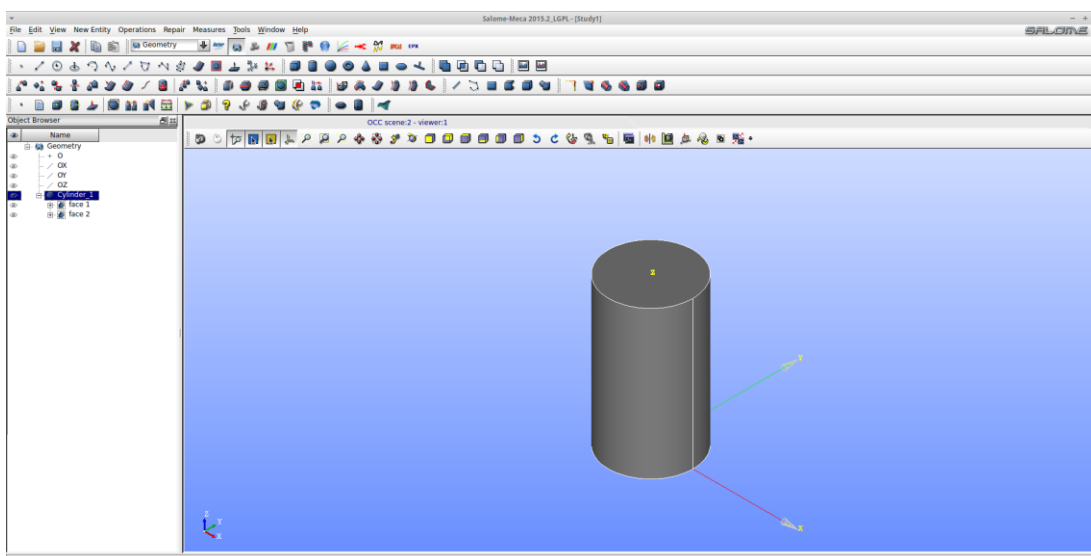 Salome-Meca 2015.2_LGPL - [Study1]
File Edit View New Entity Operations Repair Measures Tools Window Help
SALOME
Geometry
Object Browser
OCC scene:2 - viewer:1
Name
Geometry
O
OX
OY
OZ
Cylinder_1
face 1
face 2
Z
Y
X
Z
Y
X